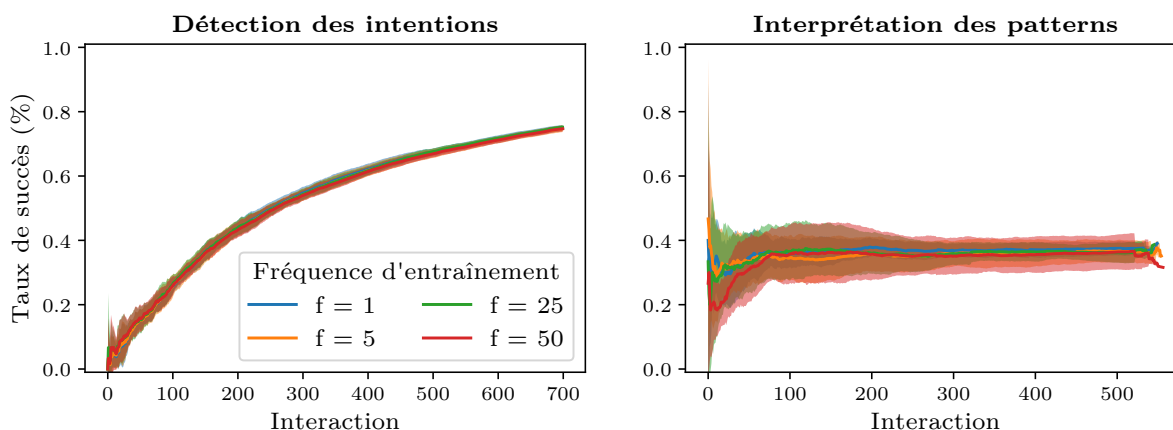 Détection des intentions
Interprétation des patterns
Taux de succès (%)
1.0
0.8
0.6
0.4
0.2
0.0
0 100 200 300 400 500 600 700
Interaction
Fréquence d'entraînement
f = 1 f = 25
f = 5 f = 50
1.0
0.8
0.6
0.4
0.2
0.0
0 100 200 300 400 500
Interaction